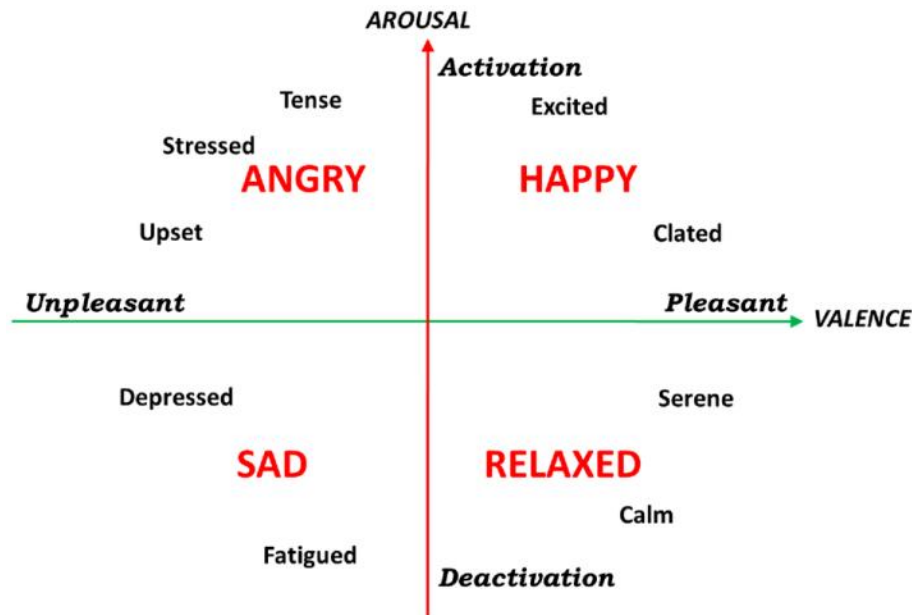 AROUSAL
Activation
Tense
Excited
Stressed
ANGRY
HAPPY
Upset
Clated
Unpleasant
Pleasant
VALENCE
Depressed
Serene
SAD
RELAXED
Calm
Fatigued
Deactivation